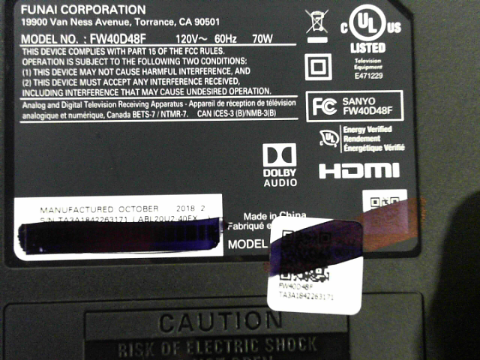 FUNAI CORPORATION
19900 Van Ness Avenue, Torrance, CA 90501
MODEL NO. : FW40D48F 120V~ 60Hz 70W
THIS DEVICE COMPLIES WITH PART 15 OF THE FCC RULES.
OPERATION IS SUBJECT TO THE FOLLOWING TWO CONDITIONS:
(1) THIS DEVICE MAY NOT CAUSE HARMFUL INTERFERENCE, AND
(2) THIS DEVICE MUST ACCEPT ANY INTERFERENCE RECEIVED,
INCLUDING INTERFERENCE THAT MAY CAUSE UNDESIRED OPERATION.
Analog and Digital Television Receiving Apparatus - Appareil de réception de télévision
analogique et numérique, Canada BETS-7 / NTMR-7. CAN ICES-3 (B)/NMB-3(B)
c UL US
LISTED
Television
Equipment
E471229
FC SANYO
FW40D48F
Energy Verified
Rendement
Énergétique Vérifié
DOLBY
AUDIO
HDMI
MANUFACTURED OCTOBER 2018 2
S/N TA3A1842263171
Made in China
Fabriqué
MODEL
FW40D48F
TA3A1842263171
CAUTION
RISK OF ELECTRIC SHOCK